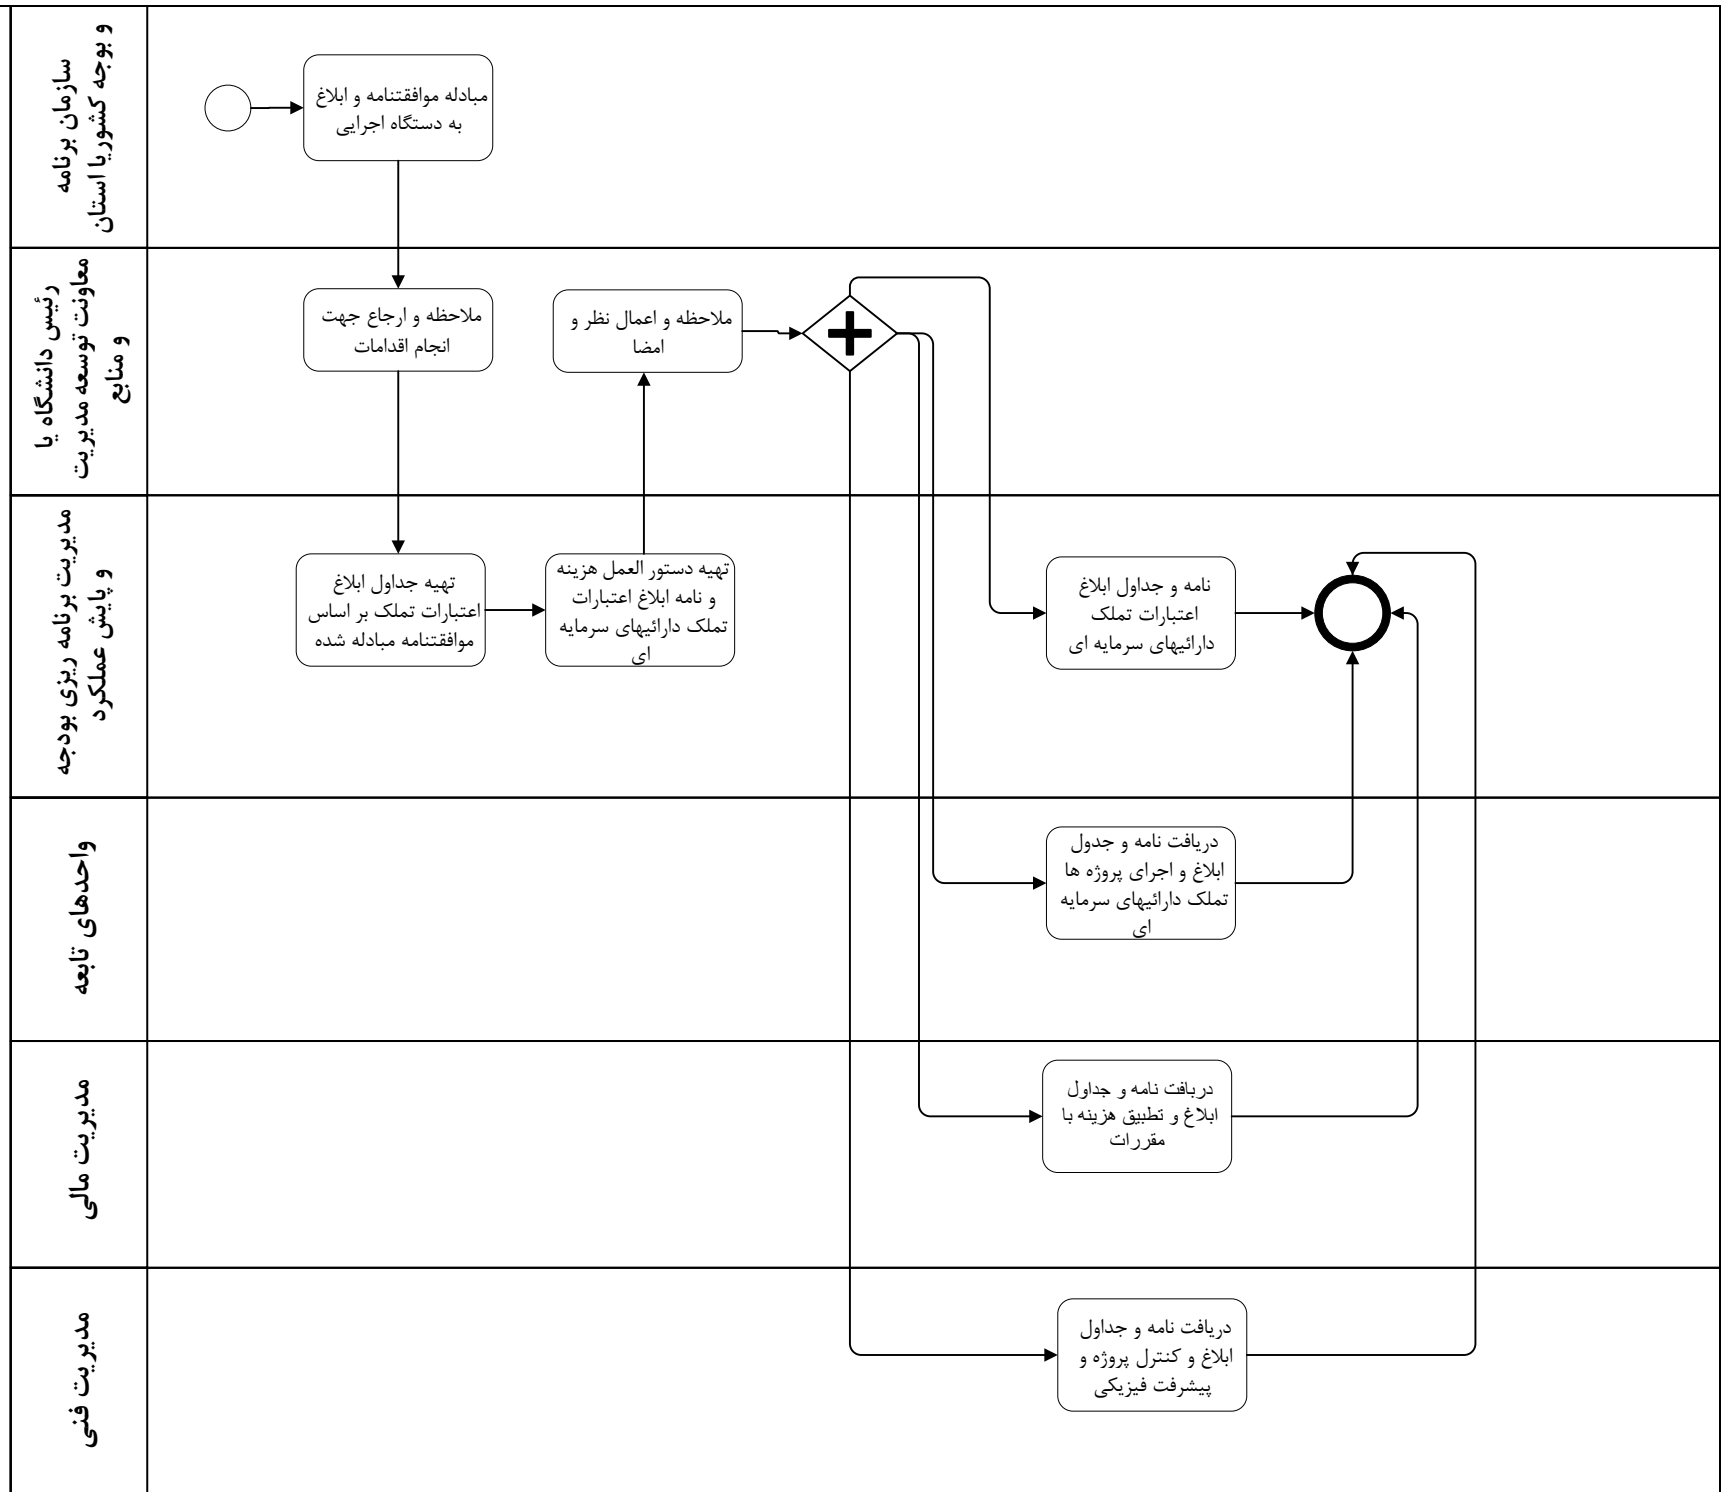 سازمان برنامه
و بوجه کشوریا استان
مبادله موافقتنامه و ابلاغ
به دستگاه اجرایی
رئیس دانشگاه یا
معاونت توسعه مدیریت
و منابع
ملاحظه و ارجاع جهت
انجام اقدامات
ملاحظه و اعمال نظر و
امضا
مدیریت برنامه ریزی بودجه
و پایش عملکرد
تهیه جداول ابلاغ
اعتبارات تملک بر اساس
موافقتنامه مبادله شده
تهیه دستور العمل هزینه
و نامه ابلاغ اعتبارات
تملک دارائیهای سرمایه
ای
نامه و جداول ابلاغ
اعتبارات تملک
دارائیهای سرمایه ای
واحدهای تابعه
دریافت نامه و جدول
ابلاغ و اجرای پروژه ها
تملک دارائیهای سرمایه
ای
مدیریت مالی
دربافت نامه و جداول
ابلاغ و تطبیق هزینه با
مقررات
مدیریت فنی
دریافت نامه و جداول
ابلاغ و کنترل پروژه و
پیشرفت فیزیکی